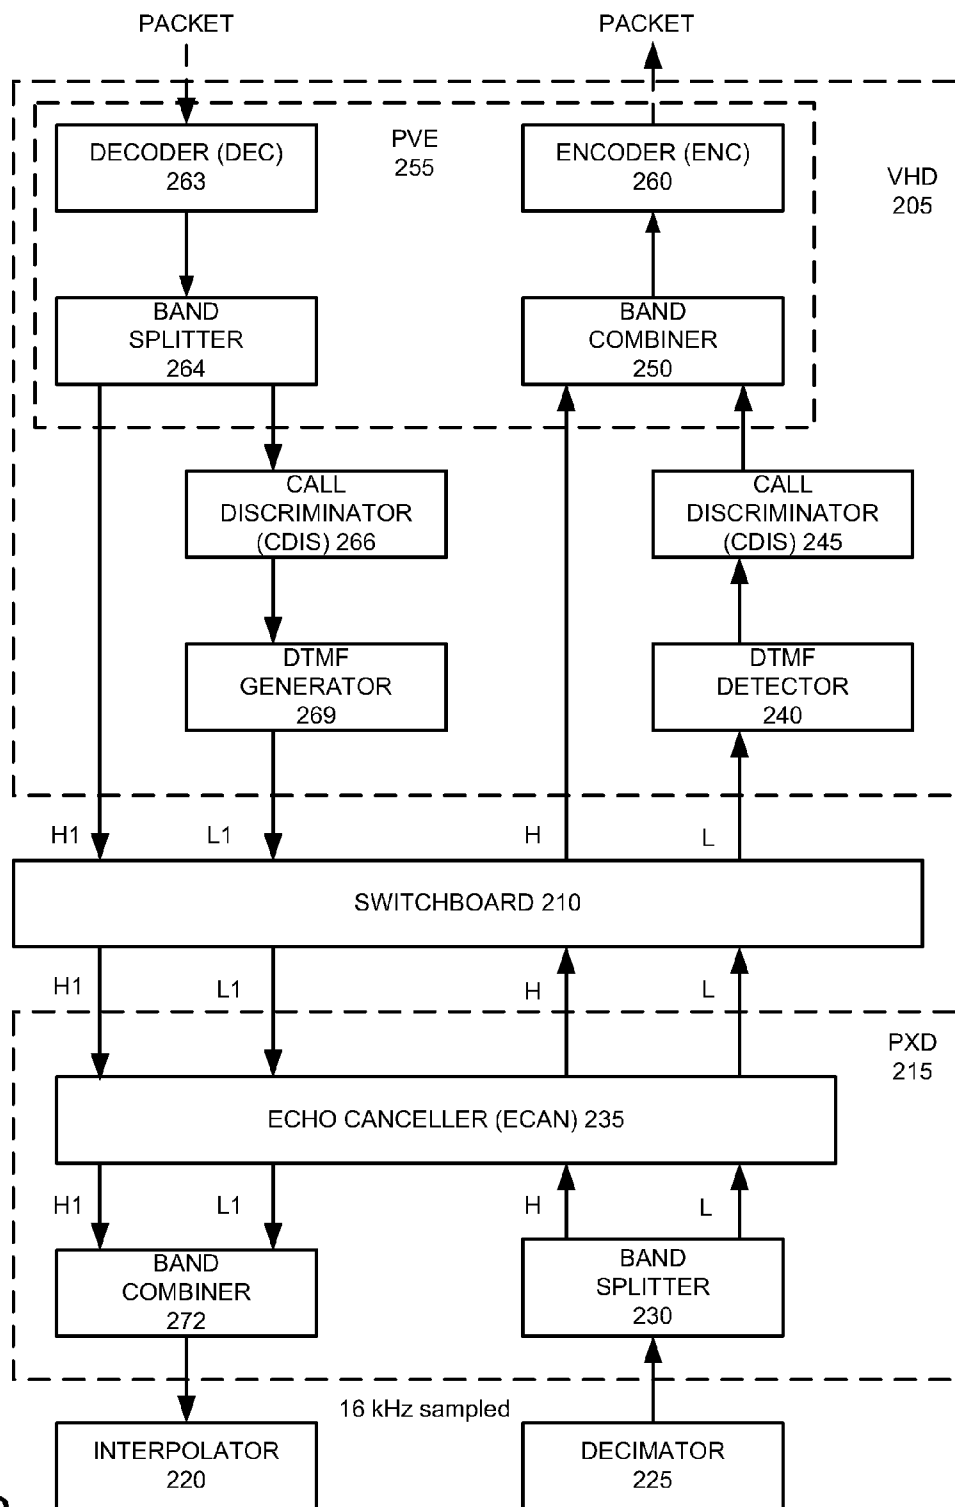 PACKET
PACKET
DECODER (DEC)
263
PVE
255
ENCODER (ENC)
260
VHD
205
BAND
SPLITTER
264
BAND
COMBINER
250
CALL
DISCRIMINATOR
(CDIS) 266
CALL
DISCRIMINATOR
(CDIS) 245
DTMF
GENERATOR
269
DTMF
DETECTOR
240
H1
L1
H
L
SWITCHBOARD 210
H1
L1
H
L
PXD
215
ECHO CANCELLER (ECAN) 235
H1
L1
H
L
BAND
COMBINER
272
BAND
SPLITTER
230
16 kHz sampled
INTERPOLATOR
220
DECIMATOR
225